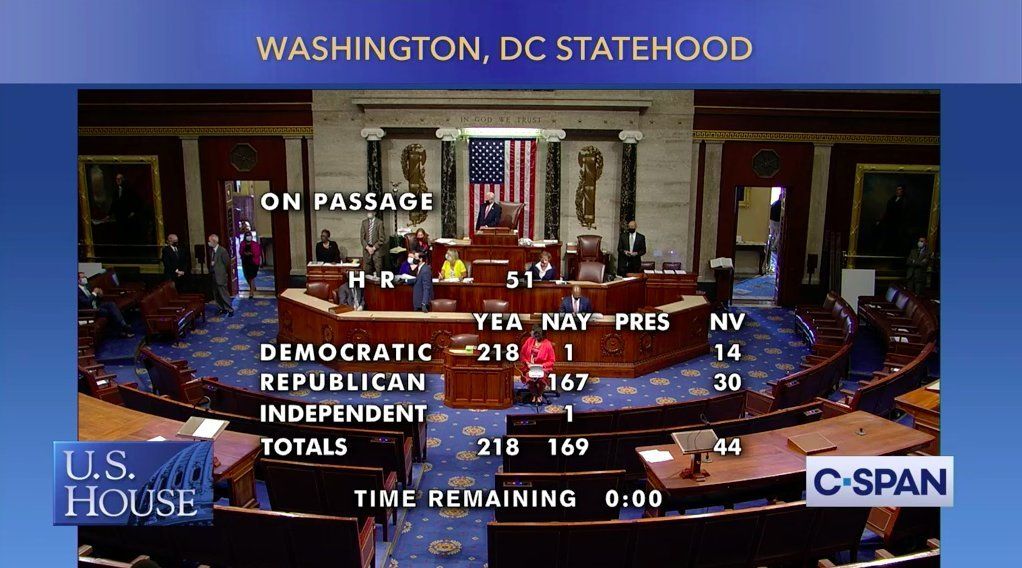 WASHINGTON, DC STATEHOOD
IN GOD WE TRUST
ON PASSAGE
H R 51
YEA NAY PRES NV
DEMOCRATIC 218 1 14
REPUBLICAN 167 30
INDEPENDENT 1
TOTALS 218 169 44
TIME REMAINING 0:00
U.S.
HOUSE
C-SPAN